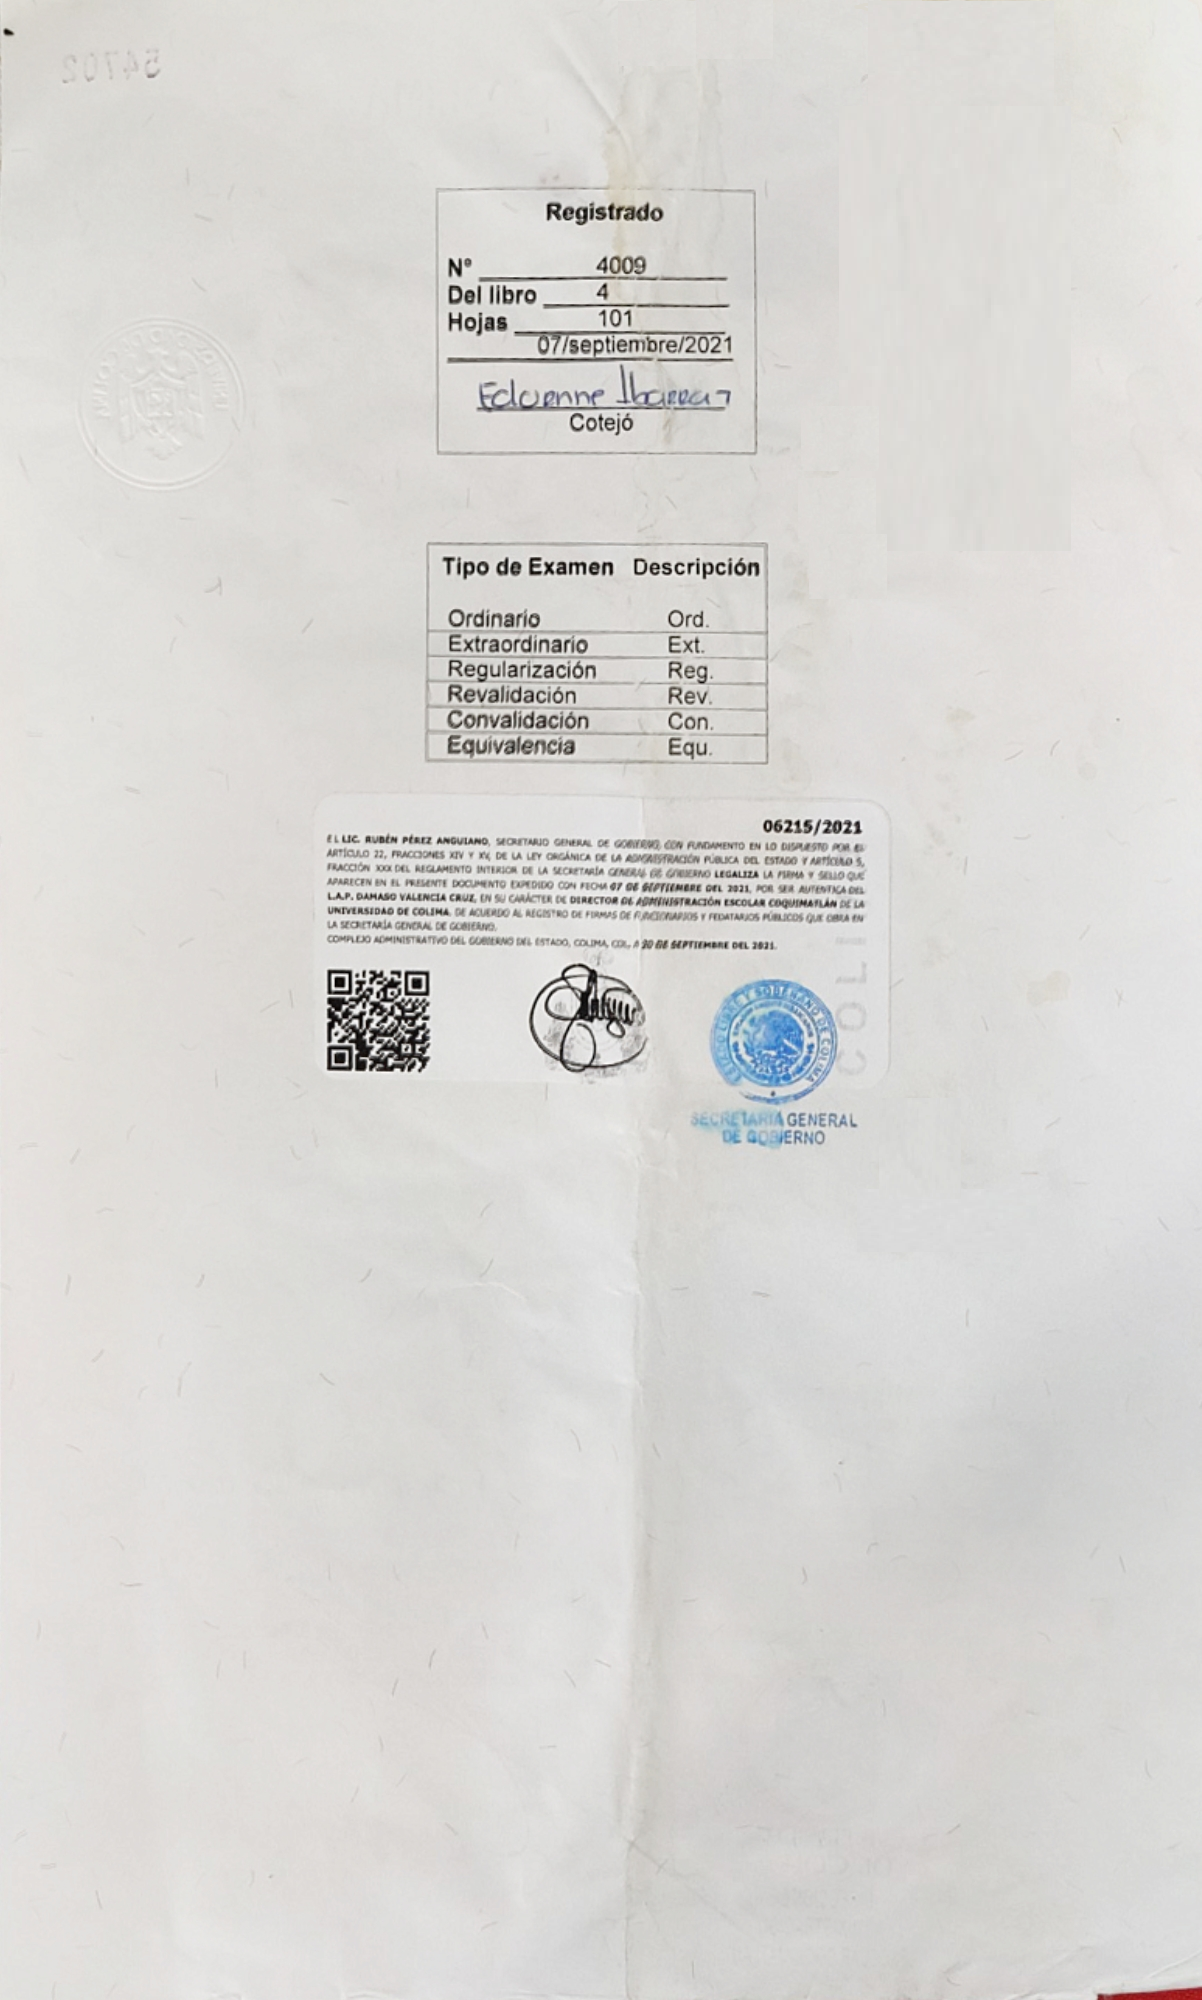 54702
Registrado
Nº 4009
Del libro 4
Hojas 101
07/septiembre/2021
Cotejó
Tipo de Examen Descripción
Ordinario Ord.
Extraordinario Ext.
Regularización Reg.
Revalidación Rev.
Convalidación Con.
Equivalencia Equ.
06215/2021
EL LIC. RUBÉN PÉREZ ANGUIANO, SECRETARIO GENERAL DE GOBIERNO, CON FUNDAMENTO EN LO DISPUESTO POR EL
ARTÍCULO 22, FRACCIONES XIV Y XV, DE LA LEY ORGÁNICA DE LA ADMINISTRACIÓN PÚBLICA DEL ESTADO Y ARTÍCULO 5,
FRACCIÓN XXX DEL REGLAMENTO INTERIOR DE LA SECRETARÍA GENERAL DE GOBIERNO LEGALIZA LA FIRMA Y SELLO QUE
APARECEN EN EL PRESENTE DOCUMENTO EXPEDIDO CON FECHA 07 DE SEPTIEMBRE DEL 2021, POR SER AUTENTICA DEL
L.A.P. DAMASO VALENCIA CRUZ, EN SU CARÁCTER DE DIRECTOR DE ADMINISTRACIÓN ESCOLAR COQUIMATLÁN DE LA
UNIVERSIDAD DE COLIMA, DE ACUERDO AL REGISTRO DE FIRMAS DE FUNCIONARIOS Y FEDATARIOS PÚBLICOS QUE OBRA EN
LA SECRETARÍA GENERAL DE GOBIERNO.
COMPLEJO ADMINISTRATIVO DEL GOBIERNO DEL ESTADO, COLIMA, COL., A 20 DE SEPTIEMBRE DEL 2021.
ESTADO LIBRE Y SOBERANO DE COLIMA
SECRETARIA GENERAL
DE GOBIERNO